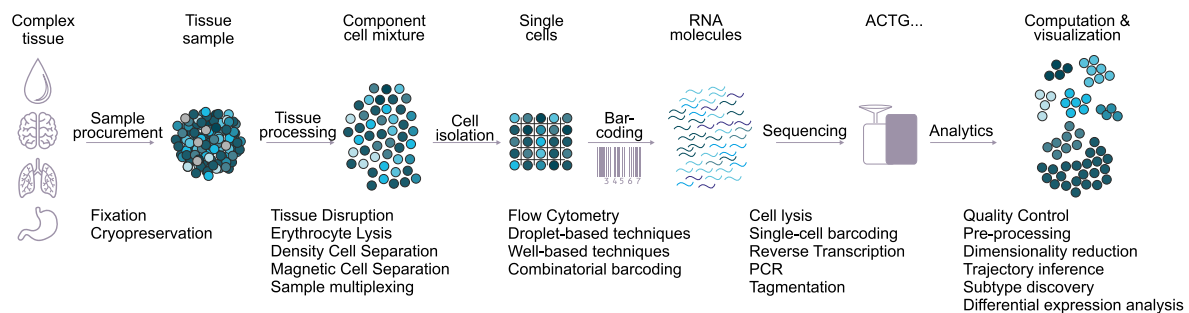 Complex
tissue
Tissue
sample
Component
cell mixture
Single
cells
RNA
molecules
ACTG...
Computation &
visualization
Sample
procurement
Tissue
processing
Cell
isolation
Bar-
coding
Sequencing
Analytics
34567
Fixation
Cryopreservation
Tissue Disruption
Erythrocyte Lysis
Density Cell Separation
Magnetic Cell Separation
Sample multiplexing
Flow Cytometry
Droplet-based techniques
Well-based techniques
Combinatorial barcoding
Cell lysis
Single-cell barcoding
Reverse Transcription
PCR
Tagmentation
Quality Control
Pre-processing
Dimensionality reduction
Trajectory inference
Subtype discovery
Differential expression analysis